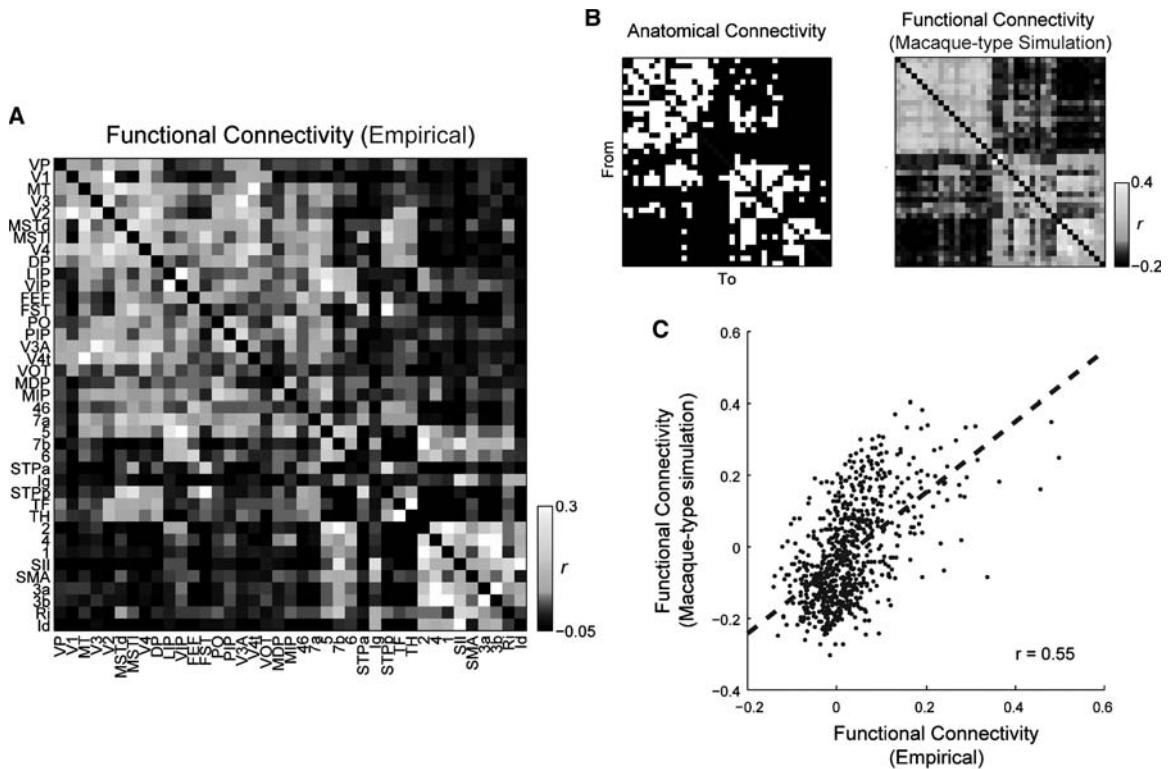 A
Functional Connectivity (Empirical)
VP
V1
MT
V3
V2
MSTd
MSTl
V4
DP
LIP
VIP
FEF
FST
PO
PIP
V3A
V4t
VOT
MDP
MIP
46
7a
5
7b
6
STPa
Ig
STPp
TF
TH
2
4
1
SII
SMA
3a
3b
Ri
Id
VP V1 MT V3 V2 MSTd MSTl V4 DP LIP VIP FEF FST PO PIP V3A V4t VOT MDP MIP 46 7a 5 7b 6 STPa Ig STPp TF TH 2 4 1 SII SMA 3a 3b Ri Id
0.3
r
−0.05
B
Anatomical Connectivity
From
To
Functional Connectivity
(Macaque-type Simulation)
0.4
r
−0.2
C
Functional Connectivity
(Macaque-type simulation)
0.6
0.4
0.2
0
−0.2
−0.4
r = 0.55
−0.2 0 0.2 0.4 0.6
Functional Connectivity
(Empirical)